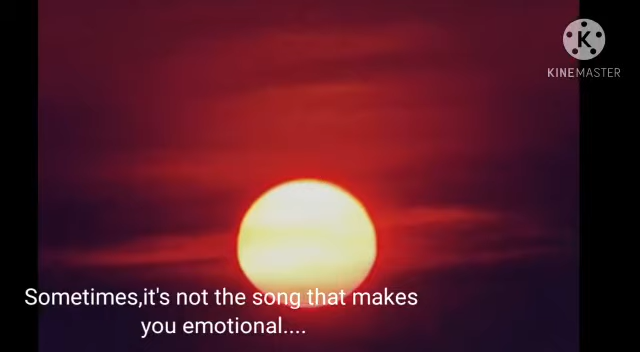 KINEMASTER
Sometimes,it's not the song that makes
you emotional....